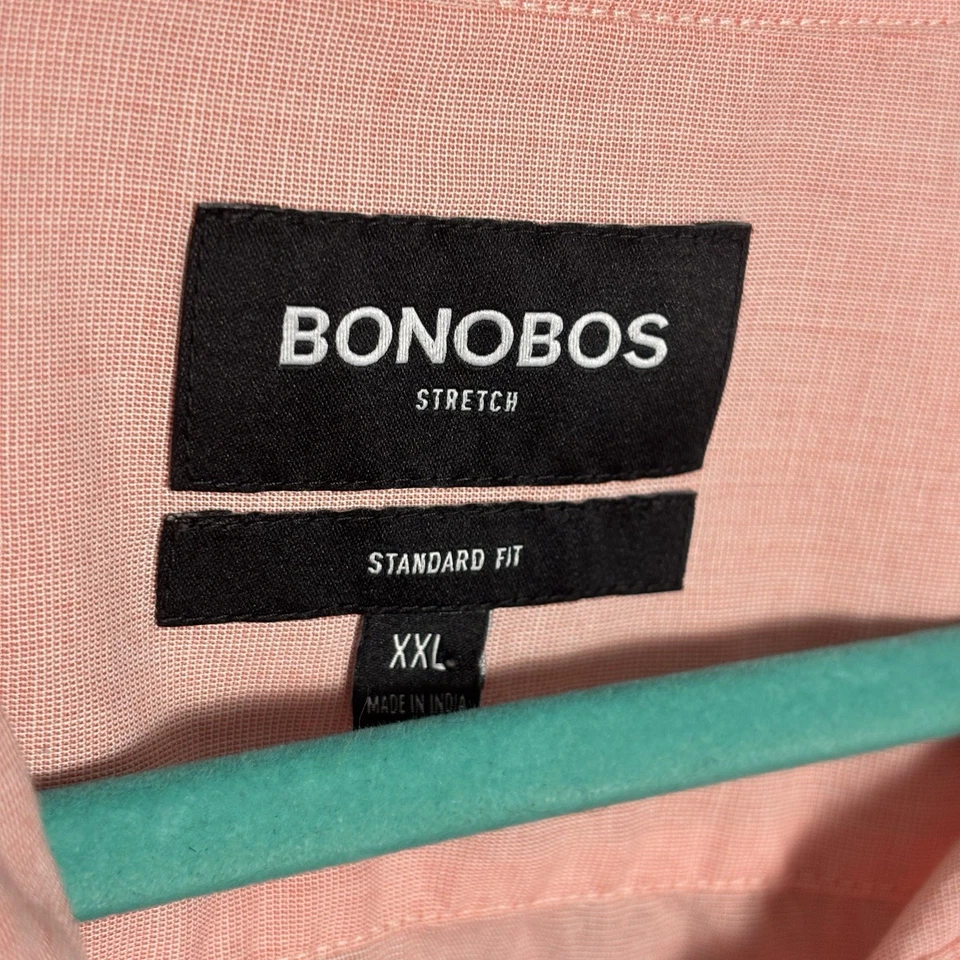 BONOBOS
STRETCH
STANDARD FIT
XXL
MADE IN INDIA